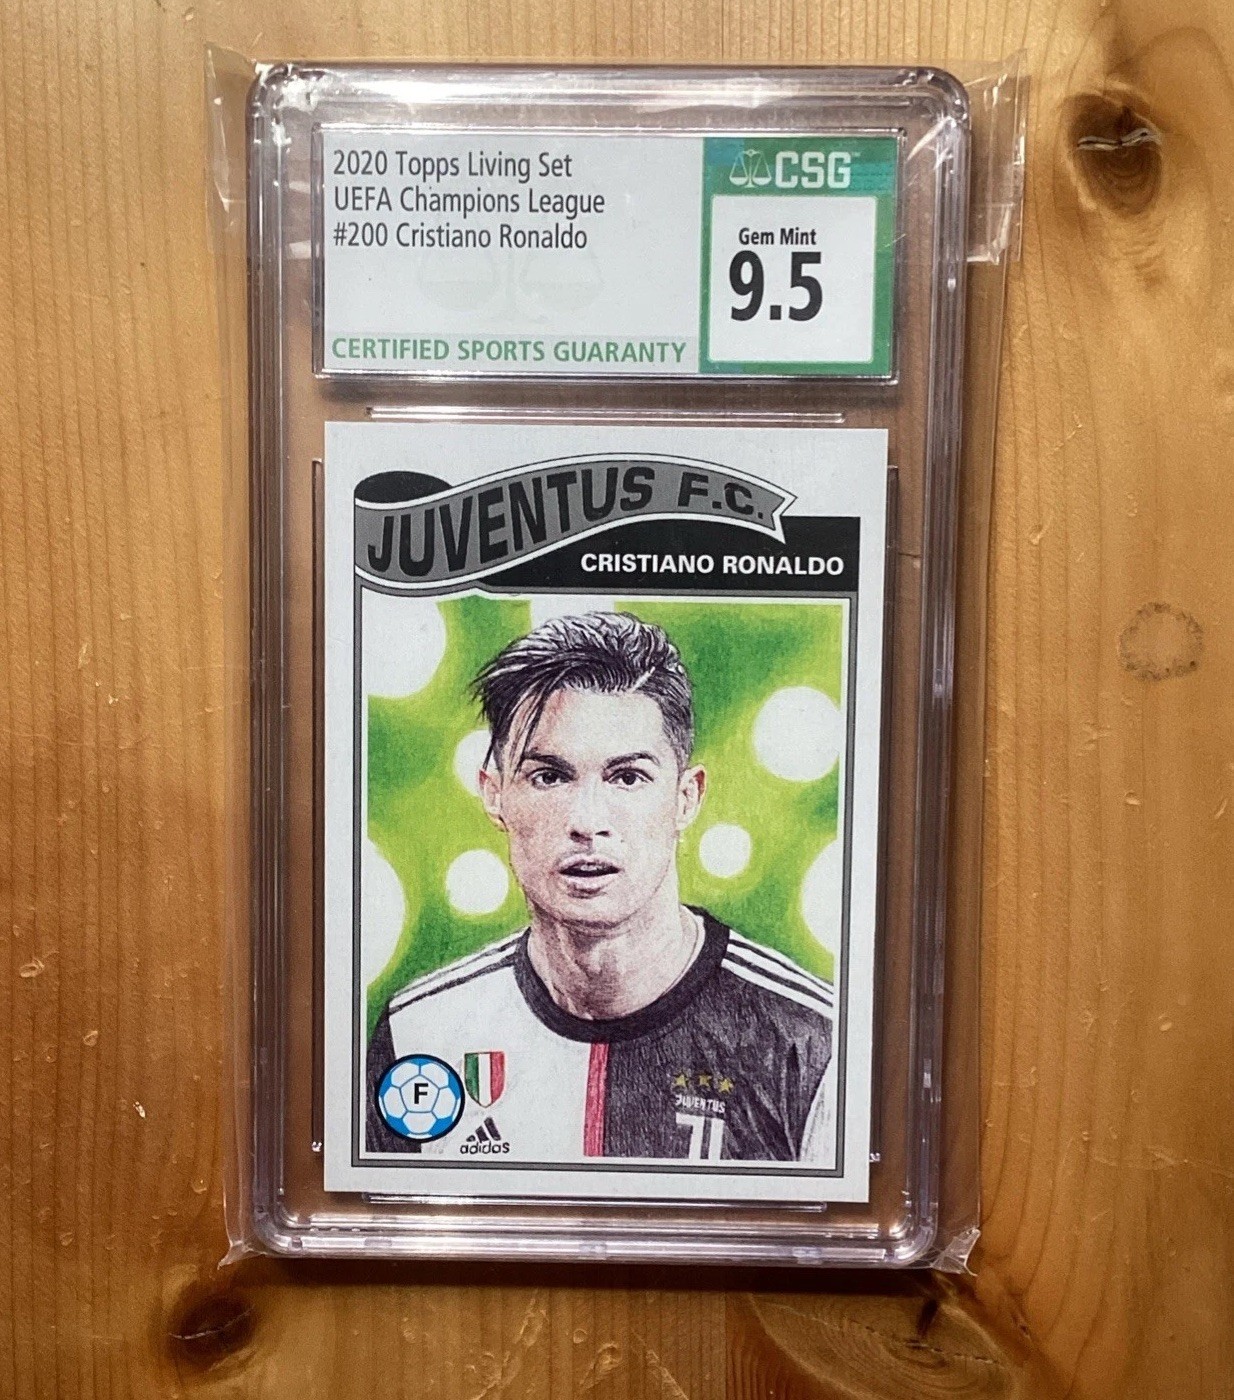 2020 Topps Living Set
UEFA Champions League
#200 Cristiano Ronaldo
CERTIFIED SPORTS GUARANTY
CSG
Gem Mint
9.5
JUVENTUS F.C.
CRISTIANO RONALDO
F
adidas
JUVENTUS